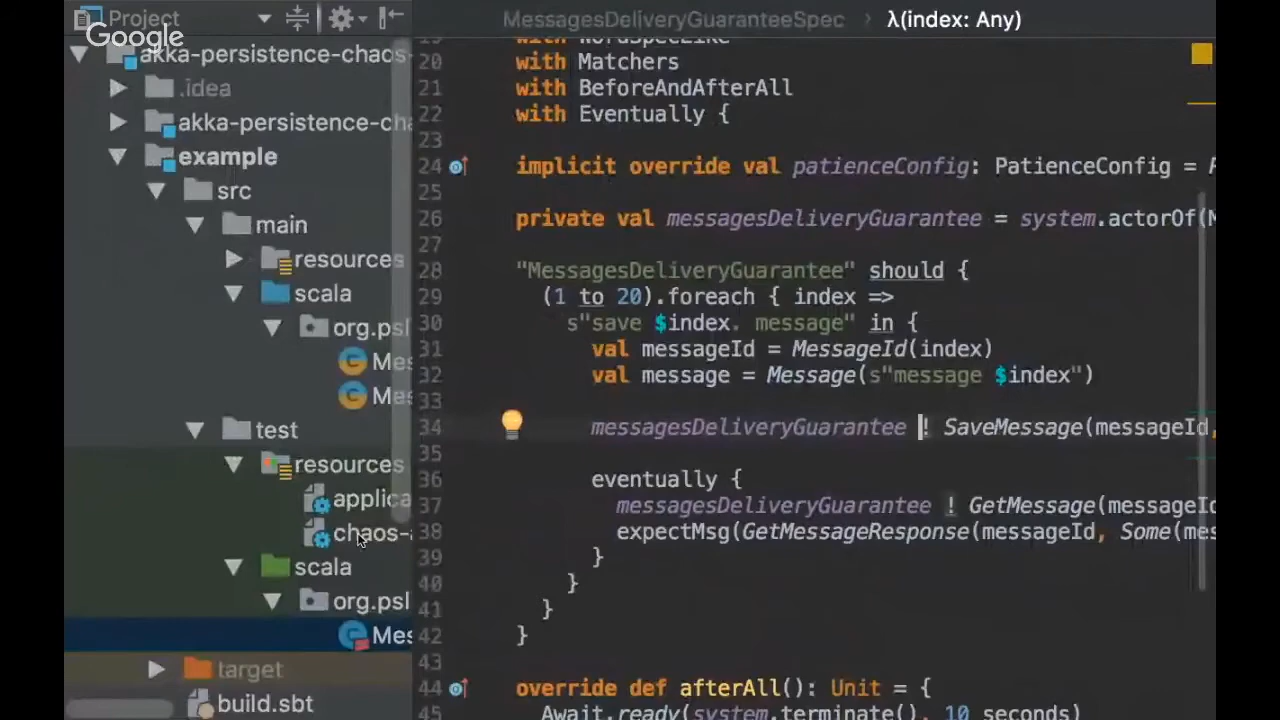 Project
Google
akka-persistence-chaos-
.idea
akka-persistence-cha
example
src
main
resources
scala
org.psl
Mes
Mes
test
resources
applica
chaos-a
scala
org.psl
Mes
target
build.sbt
MessagesDeliveryGuaranteeSpec > λ(index: Any)
19 with WordSpecLike
20 with Matchers
21 with BeforeAndAfterAll
22 with Eventually {
23
24 implicit override val patienceConfig: PatienceConfig =
25
26 private val messagesDeliveryGuarantee = system.actorOf(M
27
28 "MessagesDeliveryGuarantee" should {
29 (1 to 20).foreach { index =>
30 s"save $index. message" in {
31 val messageId = MessageId(index)
32 val message = Message(s"message $index")
33
34 messagesDeliveryGuarantee ! SaveMessage(messageId,
35
36 eventually {
37 messagesDeliveryGuarantee ! GetMessage(messageId
38 expectMsg(GetMessageResponse(messageId, Some(mes
39 }
40 }
41 }
42 }
43
44 override def afterAll(): Unit = {
45 Await.ready(system.terminate(), 10 seconds)